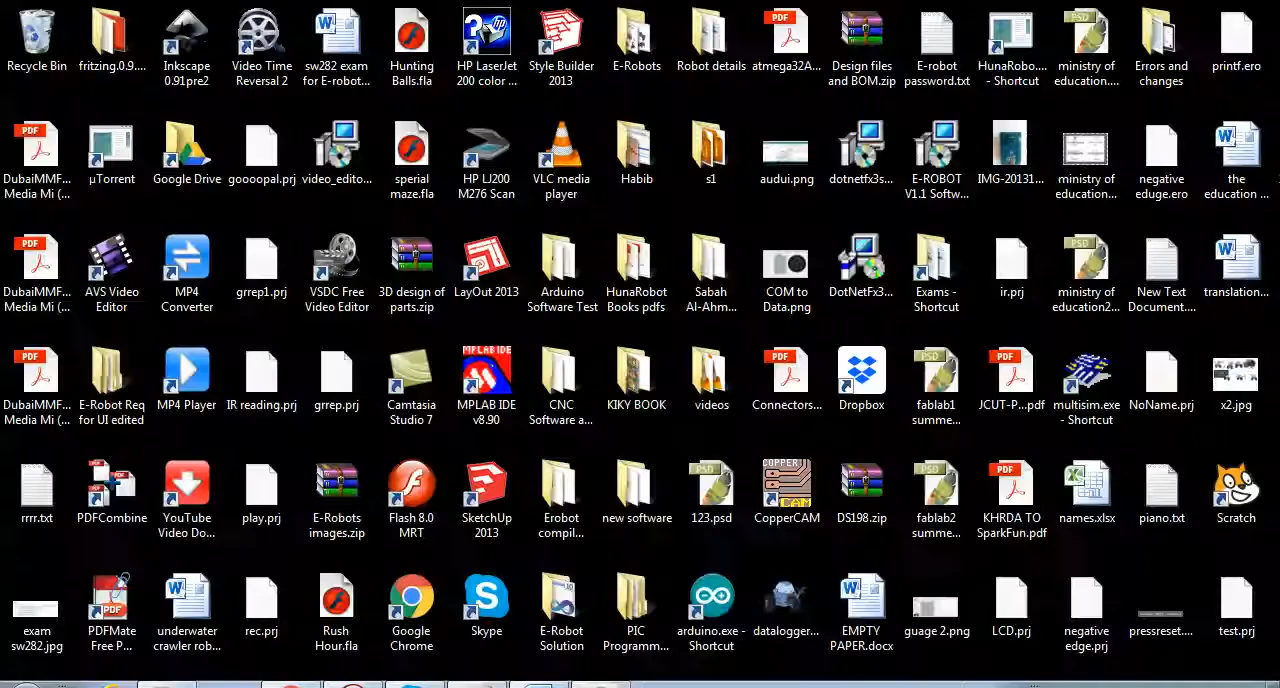 Recycle Bin
fritzing.0.9....
Inkscape
0.91pre2
Video Time
Reversal 2
sw282 exam
for E-robot...
Hunting
Balls.fla
HP LaserJet
200 color ...
Style Builder
2013
E-Robots
Robot details
atmega32A...
Design files
and BOM.zip
E-robot
password.txt
HunaRobo....
- Shortcut
ministry of
education....
Errors and
changes
printf.ero
DubaiMMF...
Media Mi (...
µTorrent
Google Drive
goooopal.prj
video_edito...
sperial
maze.fla
HP LJ200
M276 Scan
VLC media
player
Habib
s1
audui.png
dotnetfx3s...
E-ROBOT
V1.1 Softw...
IMG-20131...
ministry of
education...
negative
eduge.ero
the
education ...
DubaiMMF...
Media Mi (...
AVS Video
Editor
MP4
Converter
grrep1.prj
VSDC Free
Video Editor
3D design of
parts.zip
LayOut 2013
Arduino
Software Test
HunaRobot
Books pdfs
Sabah
Al-Ahm...
COM to
Data.png
DotNetFx3...
Exams -
Shortcut
ir.prj
ministry of
education2...
New Text
Document....
translation...
DubaiMMF...
Media Mi (...
E-Robot Req
for UI edited
MP4 Player
IR reading.prj
grrep.prj
Camtasia
Studio 7
MPLAB IDE
MPLAB IDE
v8.90
CNC
Software a...
KIKY BOOK
videos
Connectors...
Dropbox
fablab1
summe...
JCUT-P...pdf
multisim.exe
- Shortcut
NoName.prj
x2.jpg
rrrr.txt
PDFCombine
YouTube
Video Do...
play.prj
E-Robots
images.zip
Flash 8.0
MRT
SketchUp
2013
Erobot
compil...
new software
123.psd
COPPER
CAM
CopperCAM
DS198.zip
fablab2
summe...
KHRDA TO
SparkFun.pdf
names.xlsx
piano.txt
Scratch
exam
sw282.jpg
PDFMate
Free P...
underwater
crawler rob...
rec.prj
Rush
Hour.fla
Google
Chrome
Skype
E-Robot
Solution
PIC
Programm...
arduino.exe -
Shortcut
datalogger...
EMPTY
PAPER.docx
guage 2.png
LCD.prj
negative
edge.prj
pressreset....
test.prj